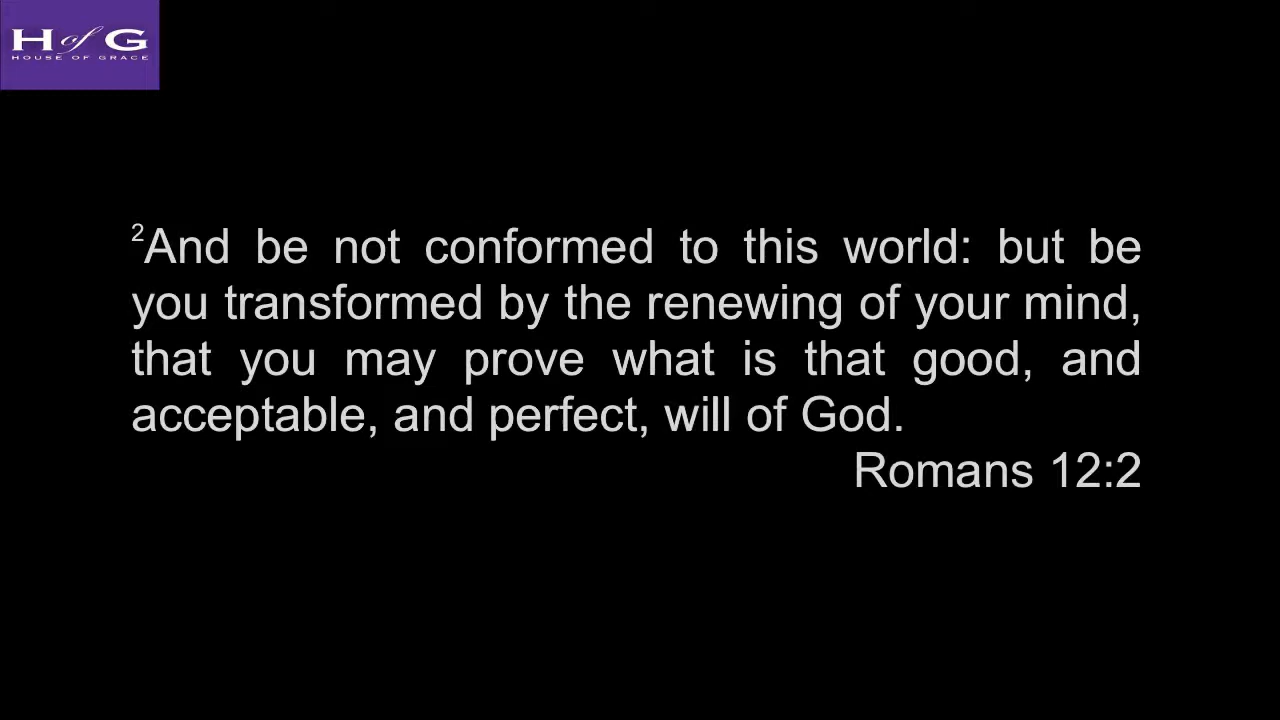 H of G
HOUSE OF GRACE
²And be not conformed to this world: but be
you transformed by the renewing of your mind,
that you may prove what is that good, and
acceptable, and perfect, will of God.
Romans 12:2